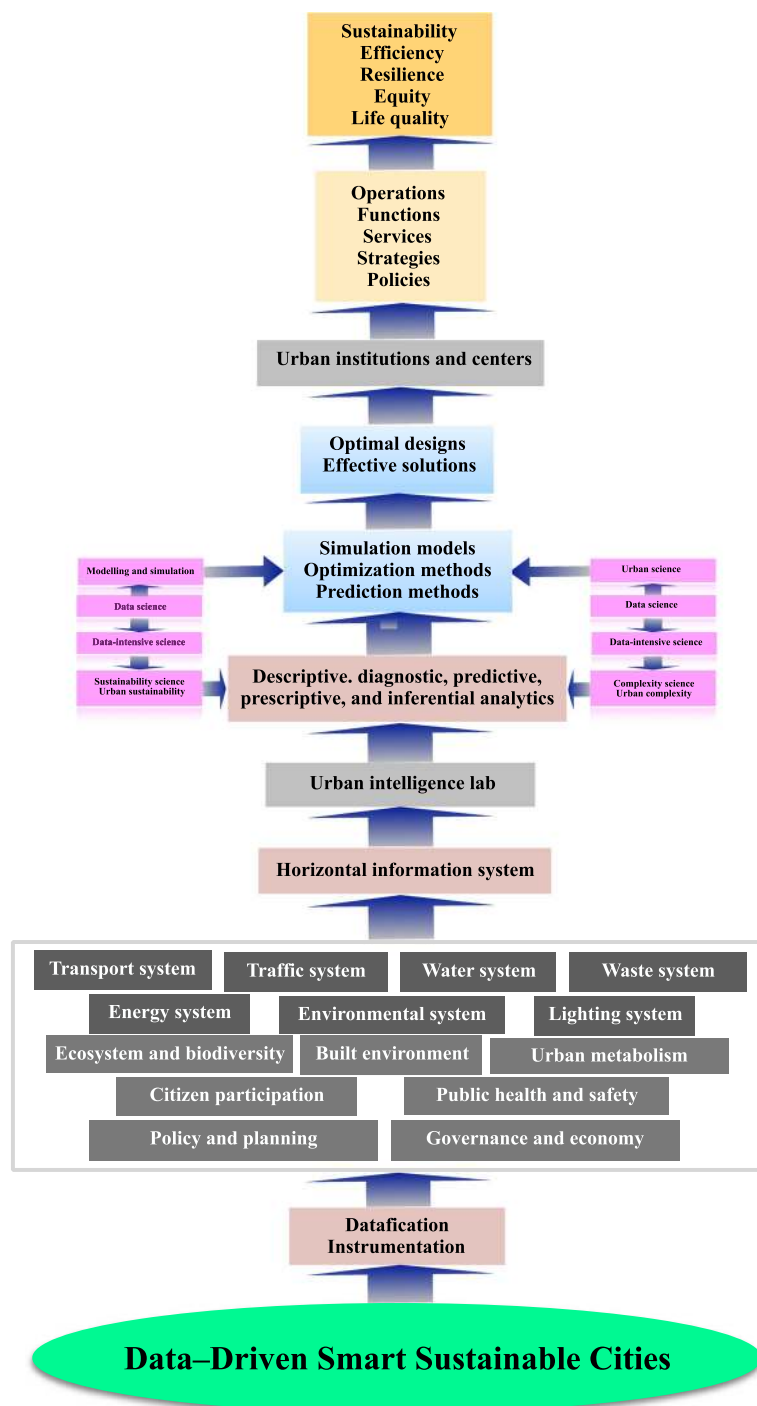 Sustainability
Efficiency
Resilience
Equity
Life quality
Operations
Functions
Services
Strategies
Policies
Urban institutions and centers
Optimal designs
Effective solutions
Simulation models
Optimization methods
Prediction methods
Modelling and simulation
Data science
Data-intensive science
Sustainability science
Urban sustainability
Urban science
Data science
Data-intensive science
Complexity science
Urban complexity
Descriptive. diagnostic, predictive,
prescriptive, and inferential analytics
Urban intelligence lab
Horizontal information system
Transport system
Traffic system
Water system
Waste system
Energy system
Environmental system
Lighting system
Ecosystem and biodiversity
Built environment
Urban metabolism
Citizen participation
Public health and safety
Policy and planning
Governance and economy
Datafication
Instrumentation
Data–Driven Smart Sustainable Cities